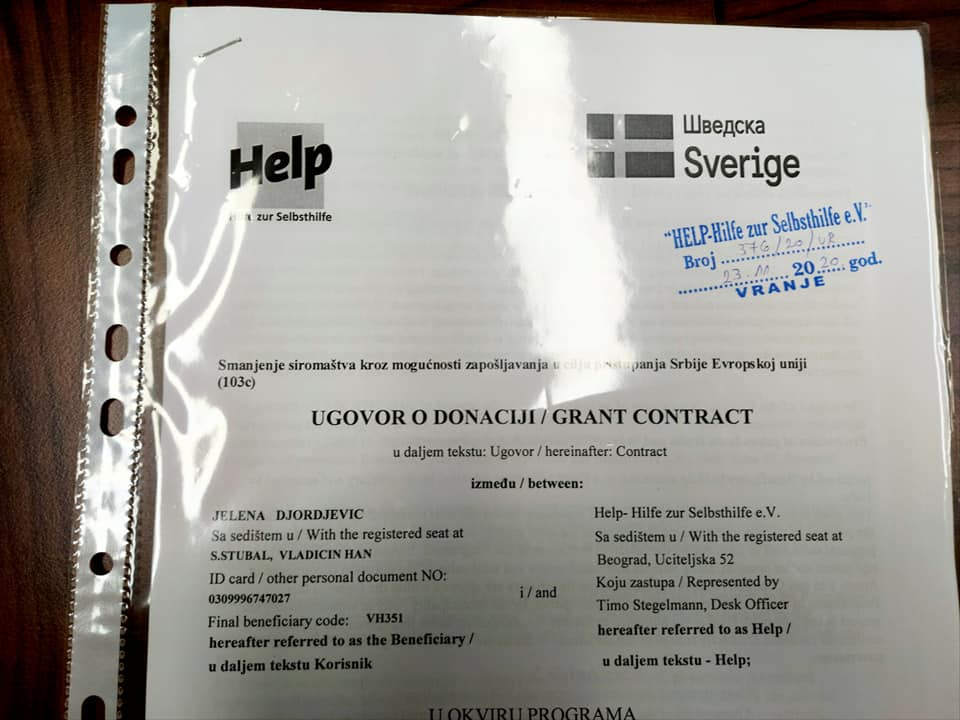 Help
Hilfe zur Selbsthilfe
Шведска
Sverige
"HELP-Hilfe zur Selbsthilfe e.V."
Broj 376/20/VR
23.11. 2020. god.
VRANJE
Smanjenje siromaštva kroz mogućnosti zapošljavanja u cilju pristupanja Srbije Evropskoj uniji
(103c)
UGOVOR O DONACIJI / GRANT CONTRACT
u daljem tekstu: Ugovor / hereinafter: Contract
između / between:
JELENA DJORDJEVIC
Sa sedištem u / With the registered seat at
S.STUBAL, VLADICIN HAN
ID card / other personal document NO:
0309996747027
Final beneficiary code: VH351
hereafter referred to as the Beneficiary /
u daljem tekstu Korisnik
i / and
Help- Hilfe zur Selbsthilfe e.V.
Sa sedištem u / With the registered seat at
Beograd, Uciteljska 52
Koju zastupa / Represented by
Timo Stegelmann, Desk Officer
hereafter referred to as Help /
u daljem tekstu - Help;
U OKVIRU PROGRAMA